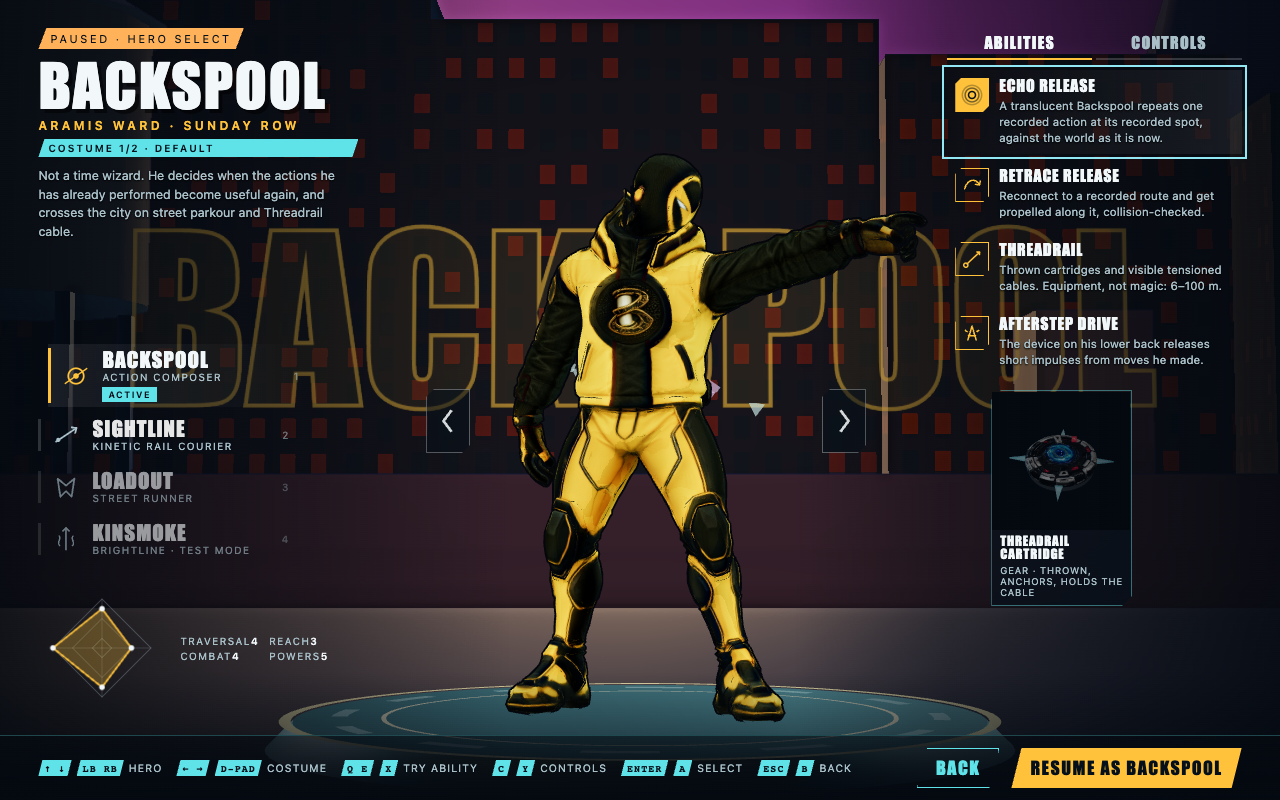 PAUSED · HERO SELECT
BACKSPOOL
ARAMIS WARD · SUNDAY ROW
COSTUME 1/2 · DEFAULT
Not a time wizard. He decides when the actions he
has already performed become useful again, and
crosses the city on street parkour and Threadrail
cable.
BACKSPOOL
BACKSPOOL
1
ACTION COMPOSER
ACTIVE
SIGHTLINE
2
KINETIC RAIL COURIER
LOADOUT
3
STREET RUNNER
KINSMOKE
4
BRIGHTLINE · TEST MODE
TRAVERSAL4 REACH3
COMBAT4 POWERS5
B
ABILITIES CONTROLS
ECHO RELEASE
A translucent Backspool repeats one
recorded action at its recorded spot,
against the world as it is now.
RETRACE RELEASE
Reconnect to a recorded route and get
propelled along it, collision-checked.
THREADRAIL
Thrown cartridges and visible tensioned
cables. Equipment, not magic: 6–100 m.
AFTERSTEP DRIVE
The device on his lower back releases
short impulses from moves he made.
THREADRAIL
CARTRIDGE
GEAR · THROWN,
ANCHORS, HOLDS THE
CABLE
↑ ↓ LB RB HERO ← → D-PAD COSTUME Q E X TRY ABILITY C Y CONTROLS ENTER A SELECT ESC B BACK
BACK
RESUME AS BACKSPOOL